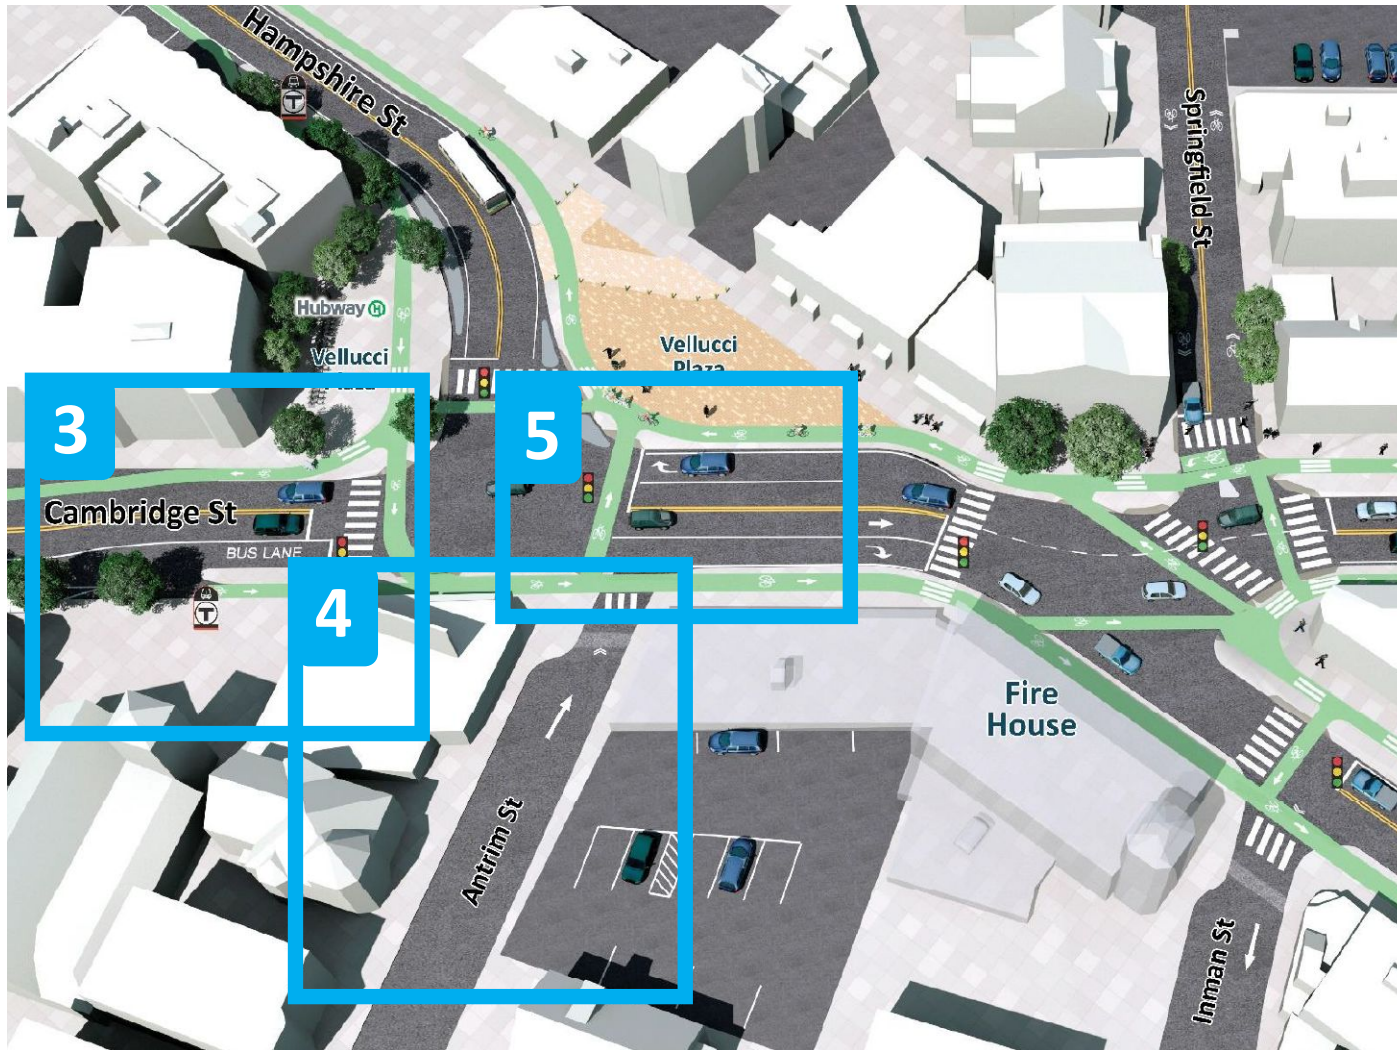 Hampshire St
T
Springfield St
Hubway H
Vellucci
Plaza
Vellucci
Plaza
3
5
Cambridge St
BUS LANE
T
4
Fire
House
Antrim St
Inman St